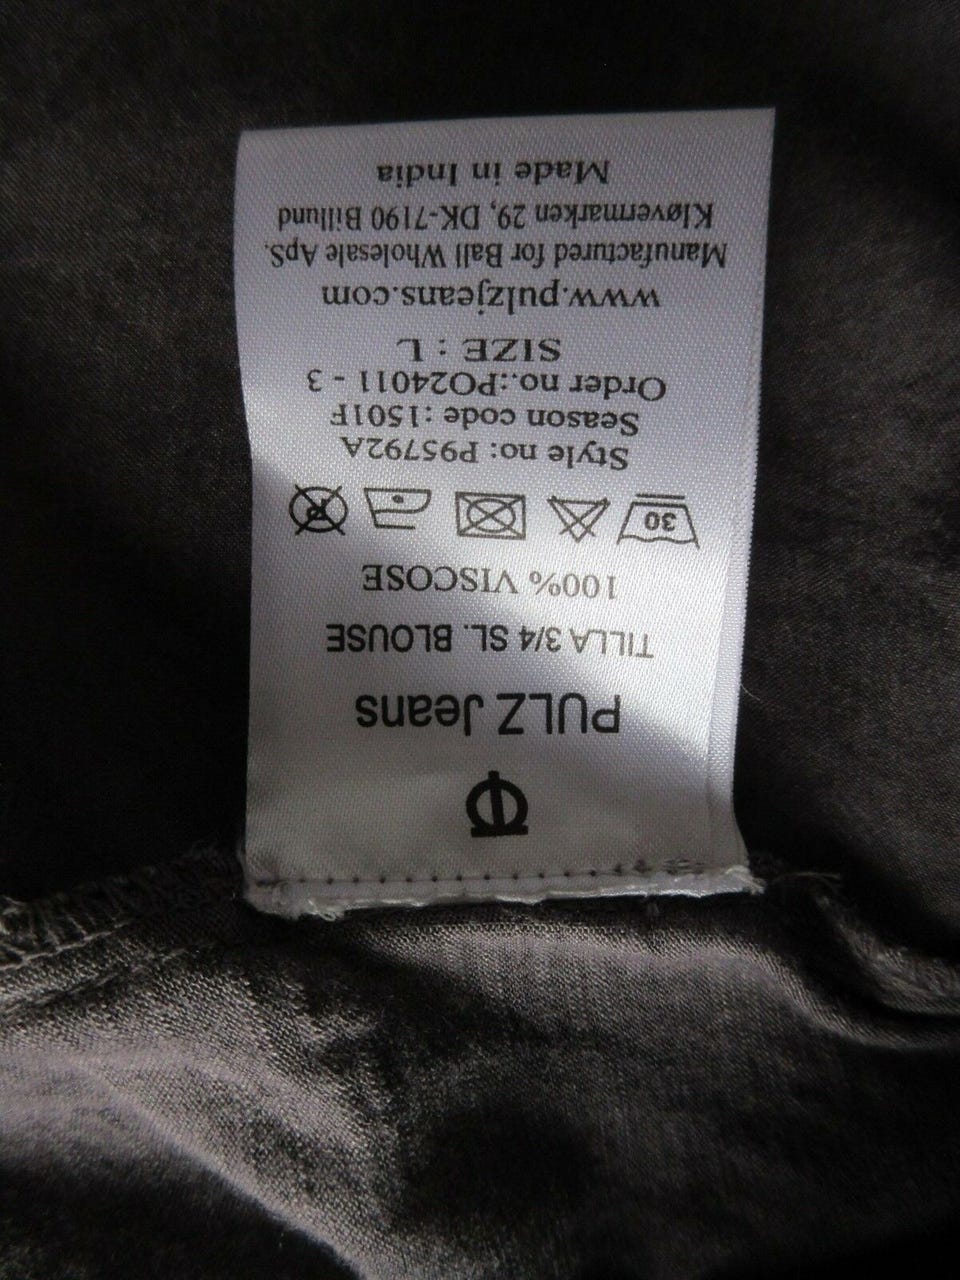 PULZ Jeans
TILLA 3/4 SL. BLOUSE
100% VISCOSE
30 P
Style no: P95792A
Season code :1501F
Order no.:PO24011 - 3
SIZE : L
www.pulzjeans.com
Manufactured for Ball Wholesale ApS.
Kløvermarken 29, DK-7190 Billund
Made in India